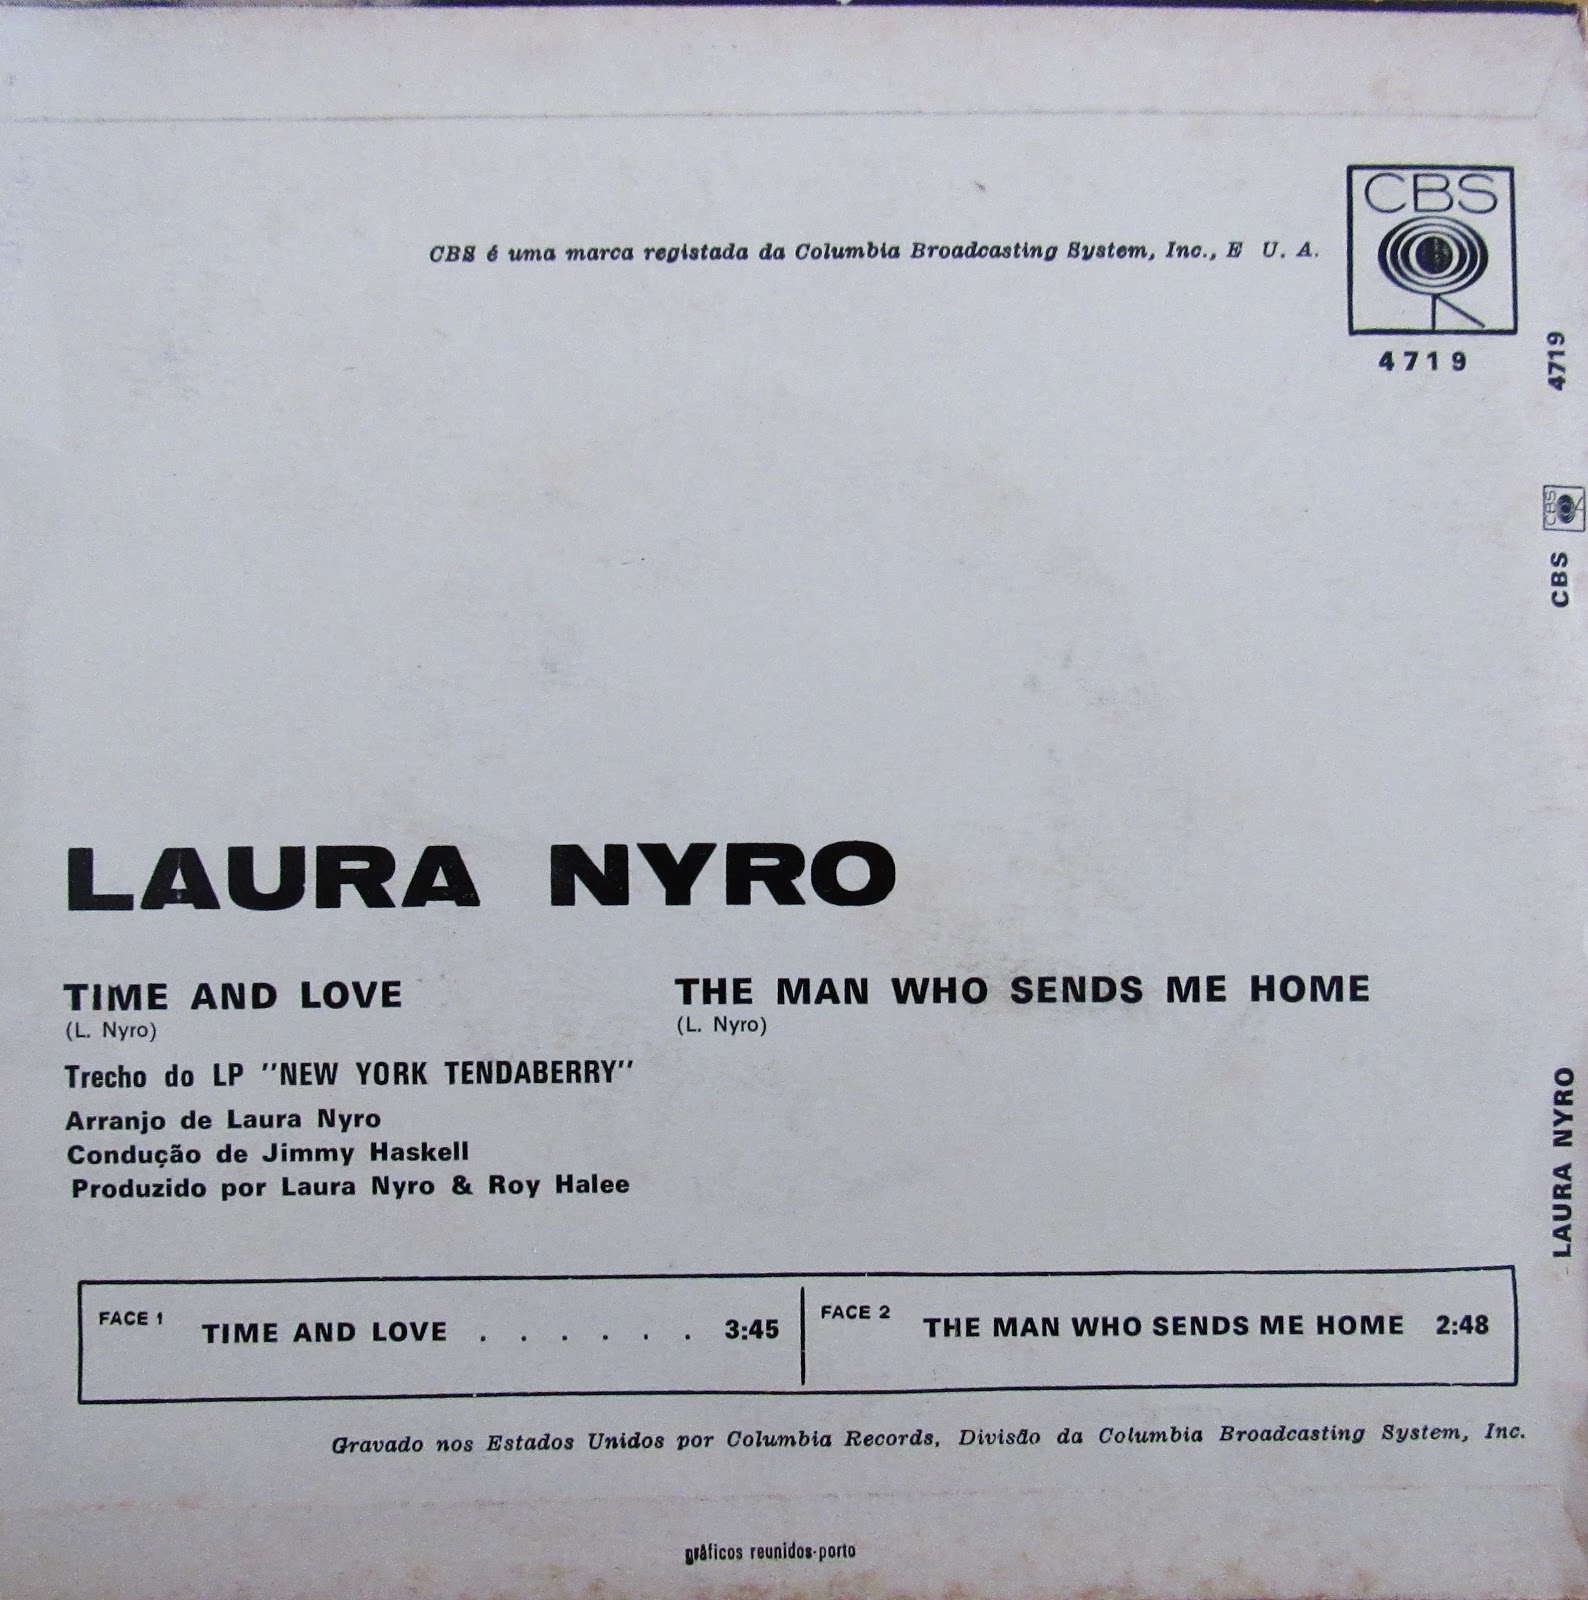 CBS
CBS é uma marca registada da Columbia Broadcasting System, Inc., E U. A.
4719
4719
CBS
CBS
LAURA NYRO
LAURA NYRO
TIME AND LOVE
(L. Nyro)
THE MAN WHO SENDS ME HOME
(L. Nyro)
Trecho do LP "NEW YORK TENDABERRY"
Arranjo de Laura Nyro
Condução de Jimmy Haskell
Produzido por Laura Nyro & Roy Halee
FACE 1 TIME AND LOVE . . . . . . 3:45
FACE 2 THE MAN WHO SENDS ME HOME 2:48
Gravado nos Estados Unidos por Columbia Records, Divisão da Columbia Broadcasting System, Inc.
gráficos reunidos-porto